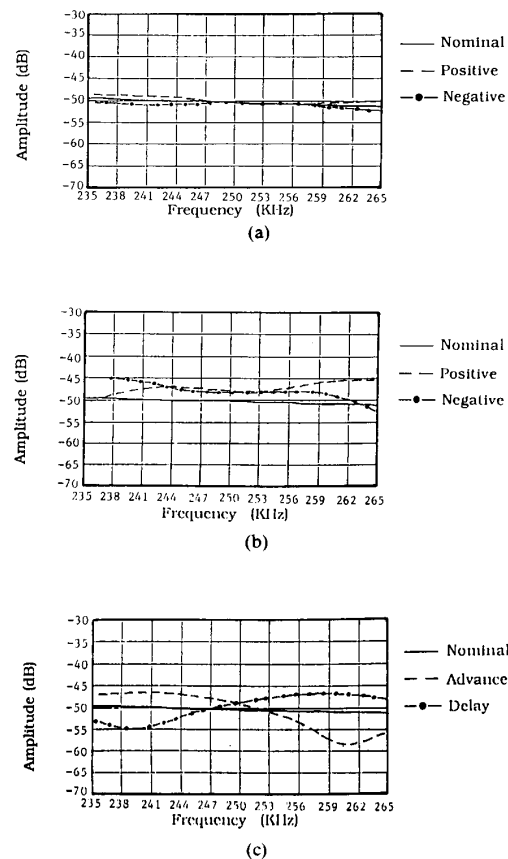 -30
-35
-40
-45
-50
-55
-60
-65
-70
Amplitude (dB)
235 238 241 244 247 250 253 256 259 262 265
Frequency (KHz)
Nominal
Positive
Negative
(a)
-30
-35
-40
-45
-50
-55
-60
-65
-70
Amplitude (dB)
235 238 241 244 247 250 253 256 259 262 265
Frequency (KHz)
Nominal
Positive
Negative
(b)
-30
-35
-40
-45
-50
-55
-60
-65
-70
Amplitude (dB)
235 238 241 244 247 250 253 256 259 262 265
Frequency (KHz)
Nominal
Advance
Delay
(c)